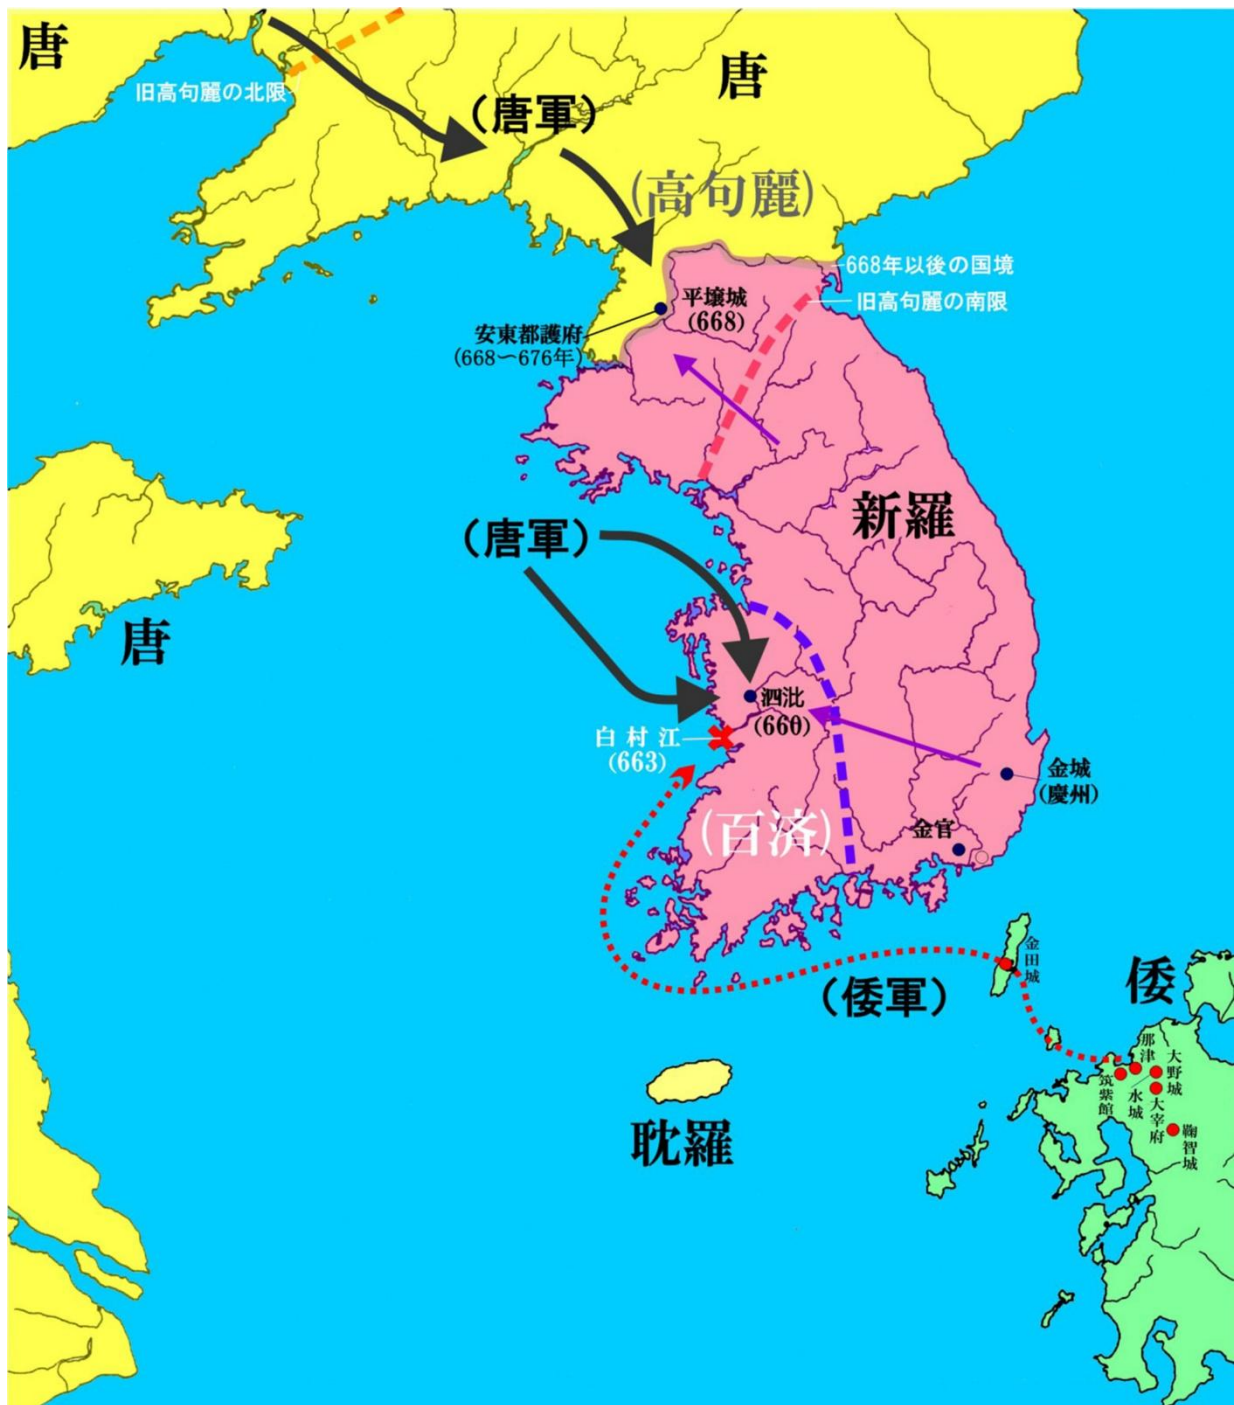 唐
旧高句麗の北限
(唐軍)
唐
(高句麗)
668年以後の国境
旧高句麗の南限
平壌城
(668)
安東都護府
(668〜676年)
新羅
(唐軍)
唐
泗沘
(660)
白村江
(663)
金城
(慶州)
(百済)
金官
金田城
(倭軍)
倭
那津
大野城
筑紫館
水城
大宰府
鞠智城
耽羅